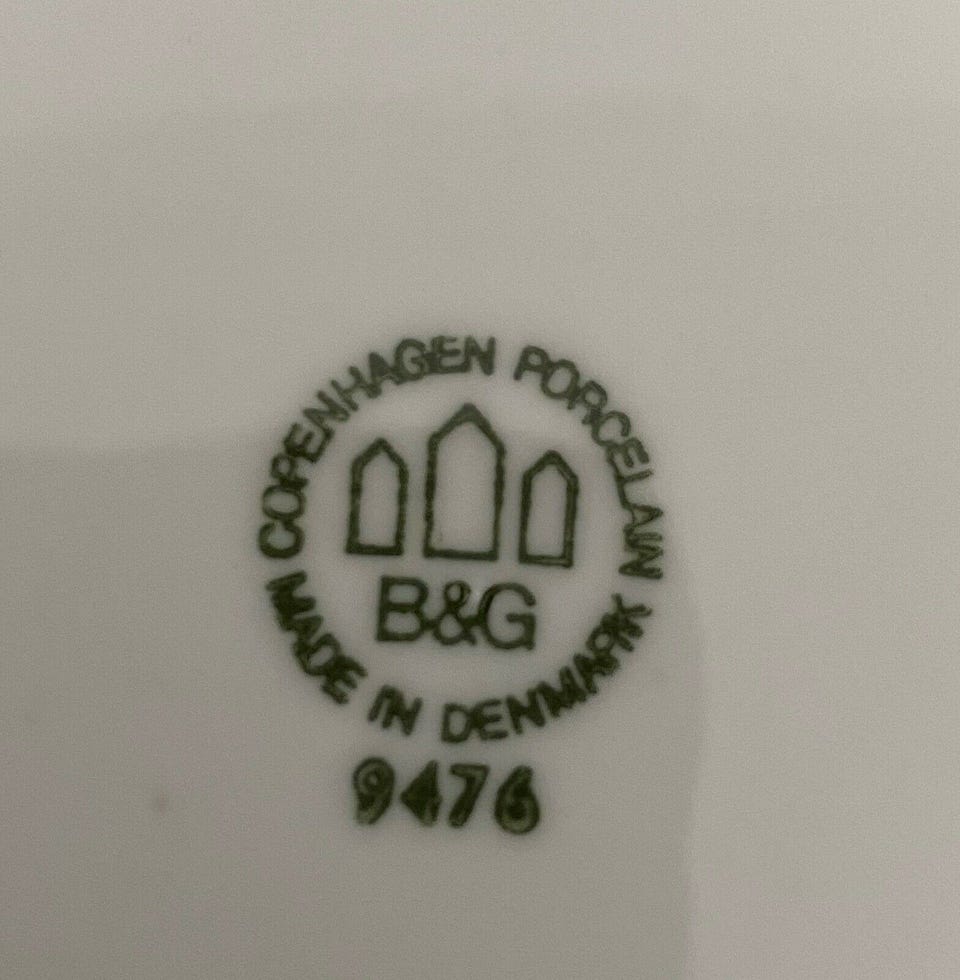 COPENHAGEN PORCELAIN
B&G
MADE IN DENMARK
9476